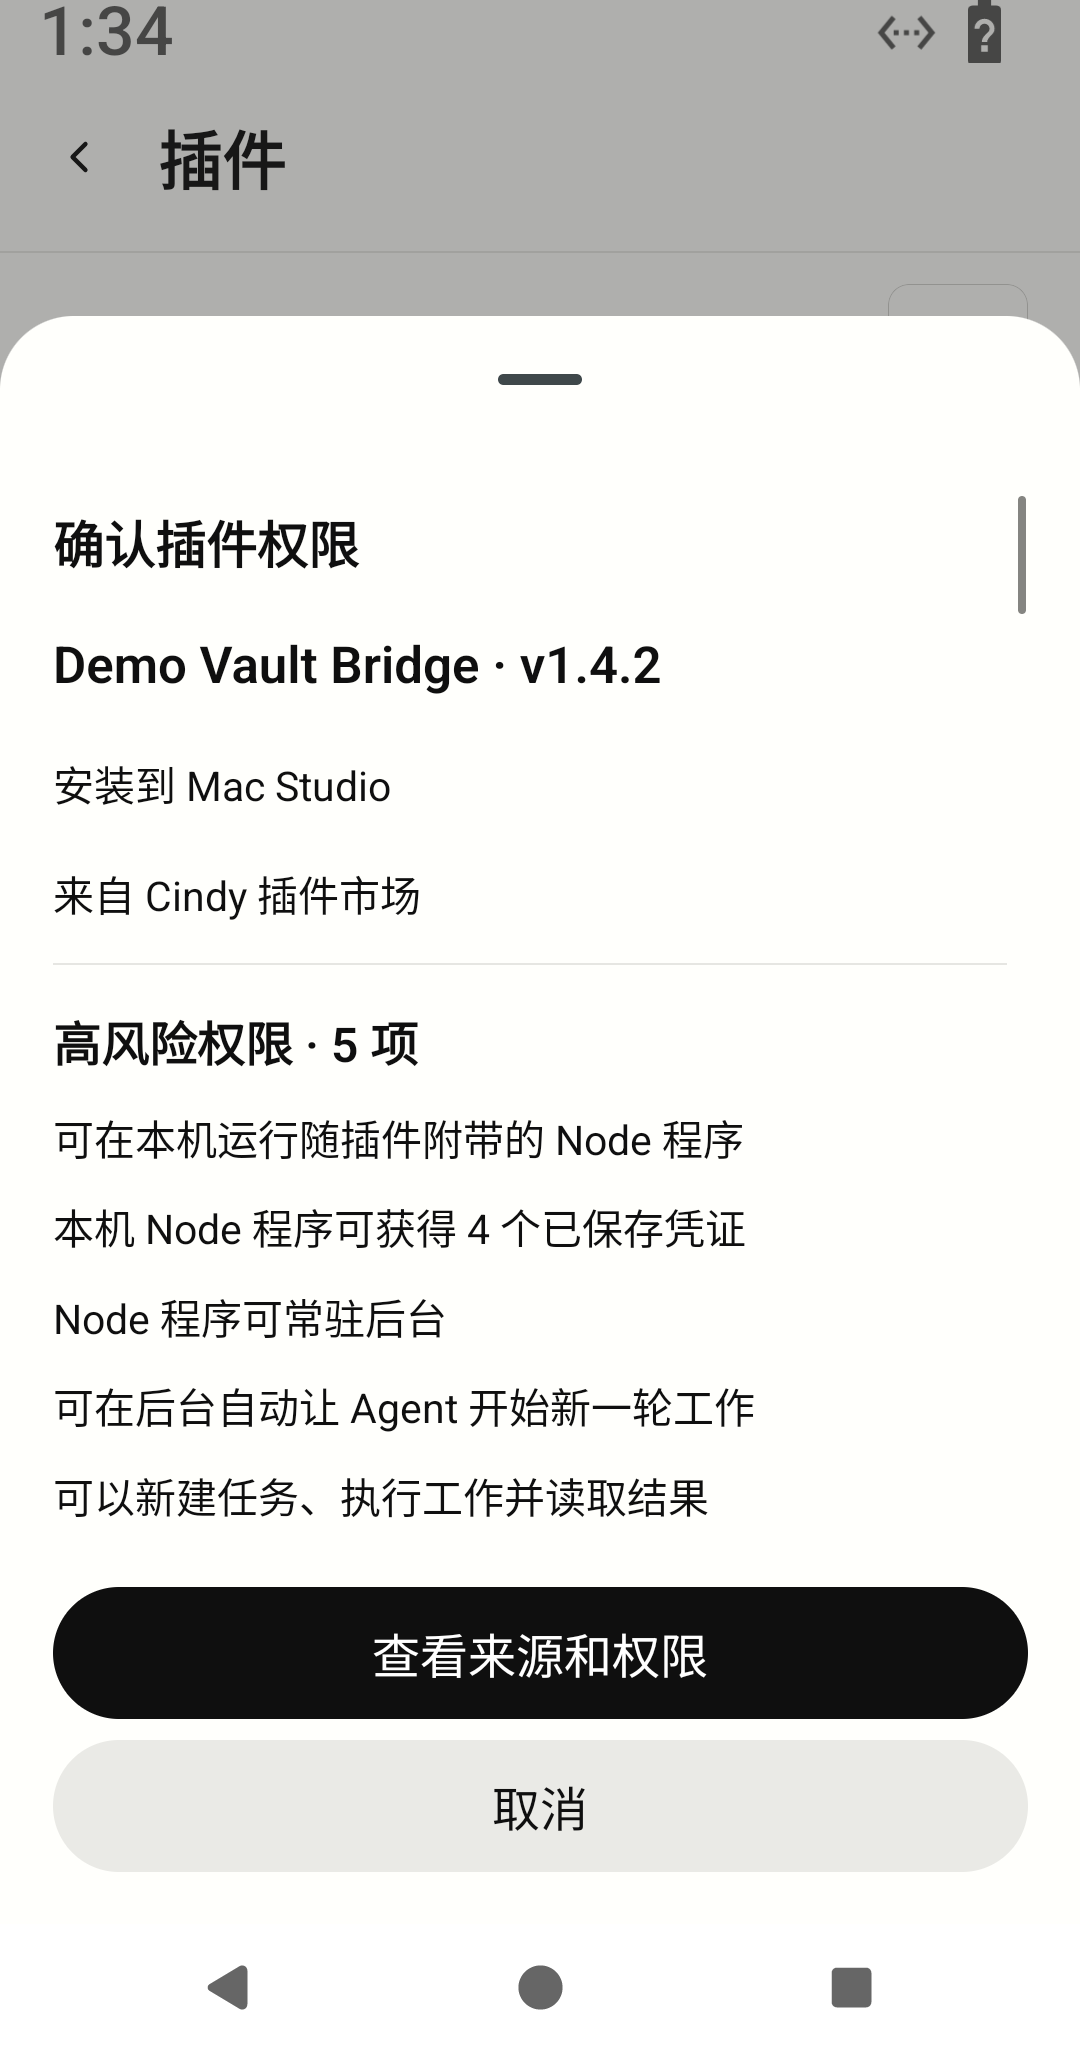 1:34
插件
确认插件权限
Demo Vault Bridge · v1.4.2
安装到 Mac Studio
来自 Cindy 插件市场
高风险权限 · 5 项
可在本机运行随插件附带的 Node 程序
本机 Node 程序可获得 4 个已保存凭证
Node 程序可常驻后台
可在后台自动让 Agent 开始新一轮工作
可以新建任务、执行工作并读取结果
查看来源和权限
取消